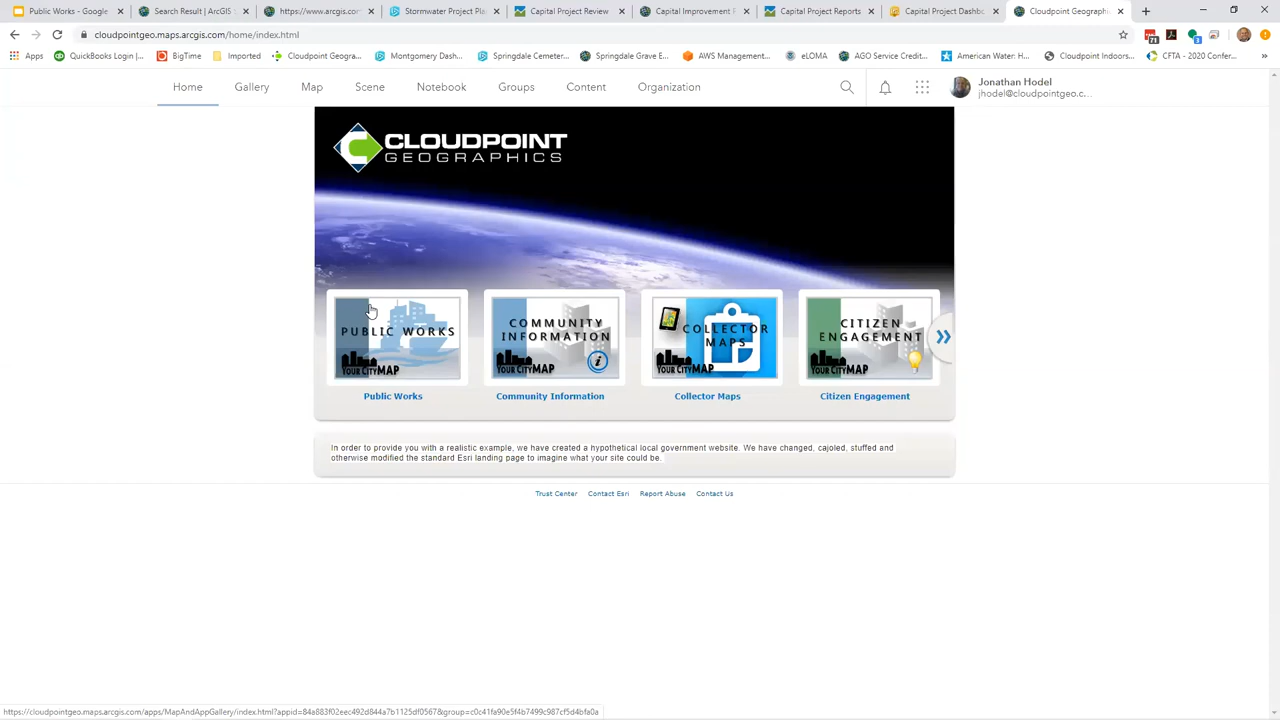 Public Works - Google
Search Result | ArcGIS S
https://www.arcgis.com
Stormwater Project Pla
Capital Project Review
Capital Improvement P
Capital Project Reports
Capital Project Dashbo
Cloudpoint Geographi
cloudpointgeo.maps.arcgis.com/home/index.html
Apps
QuickBooks Login |...
BigTime
Imported
Cloudpoint Geogra...
Montgomery Dash...
Springdale Cemeter...
Springdale Grave E...
AWS Management...
eLOMA
AGO Service Credit...
American Water: H...
Cloudpoint Indoors...
CFTA - 2020 Confer...
Home
Gallery
Map
Scene
Notebook
Groups
Content
Organization
Jonathan Hodel
jhodel@cloudpointgeo.c...
CLOUDPOINT
GEOGRAPHICS
PUBLIC WORKS
YOUR CITYMAP
COMMUNITY
INFORMATION
YOUR CITYMAP
COLLECTOR
MAPS
YOUR CITYMAP
CITIZEN
ENGAGEMENT
YOUR CITYMAP
Public Works
Community Information
Collector Maps
Citizen Engagement
In order to provide you with a realistic example, we have created a hypothetical local government website. We have changed, cajoled, stuffed and
otherwise modified the standard Esri landing page to imagine what your site could be.
Trust Center
Contact Esri
Report Abuse
Contact Us
https://cloudpointgeo.maps.arcgis.com/apps/MapAndAppGallery/index.html?appid=84a883f02eec492d844a7b1125df0567&group=c0c41fa90e5f4b7499c987cf5d4bfa0a